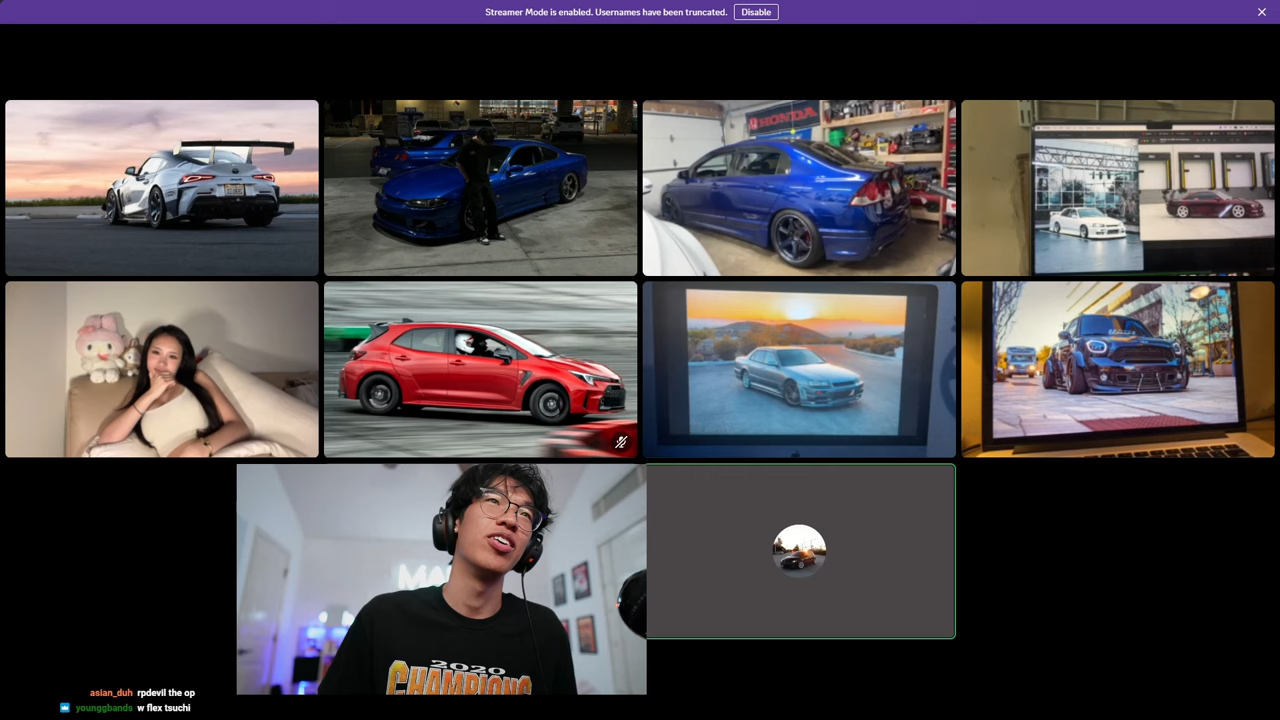 Streamer Mode is enabled. Usernames have been truncated. Disable
HONDA
MA
2020
CHAMPIONS
asian_duh rpdevil the op
younggbands w flex tsuchi